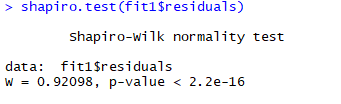 > shapiro.test(fit1$residuals)
Shapiro-Wilk normality test
data:  fit1$residuals
W = 0.92098, p-value < 2.2e-16